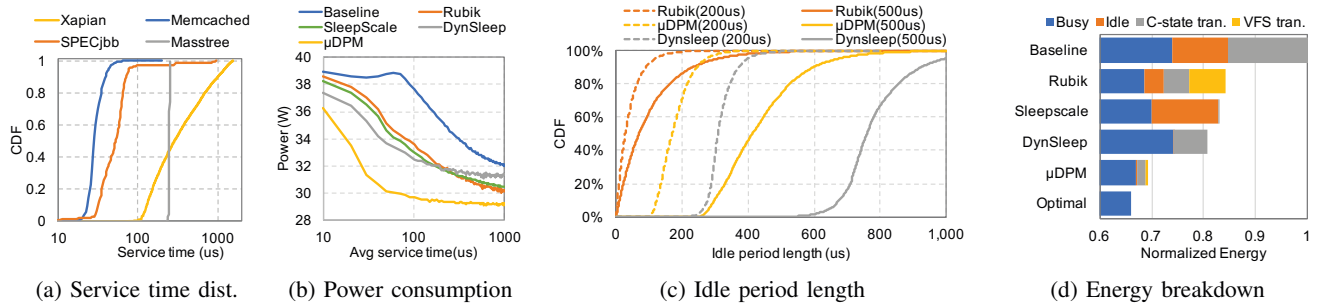 Xapian Memcached
SPECjbb Masstree
CDF
1
0.8
0.6
0.4
0.2
0
10 100 1000
Service time (us)
(a) Service time dist.
Baseline Rubik
SleepScale DynSleep
µDPM
Power (W)
40
38
36
34
32
30
28
10 100 1000
Avg service time(us)
(b) Power consumption
Rubik(200us) Rubik(500us)
µDPM(200us) µDPM(500us)
Dynsleep (200us) Dynsleep(500us)
CDF
100%
80%
60%
40%
20%
0%
0 200 400 600 800 1,000
Idle period length (us)
(c) Idle period length
Busy Idle C-state tran. VFS tran.
Baseline
Rubik
Sleepscale
DynSleep
µDPM
Optimal
0.6 0.7 0.8 0.9 1
Normalized Energy
(d) Energy breakdown